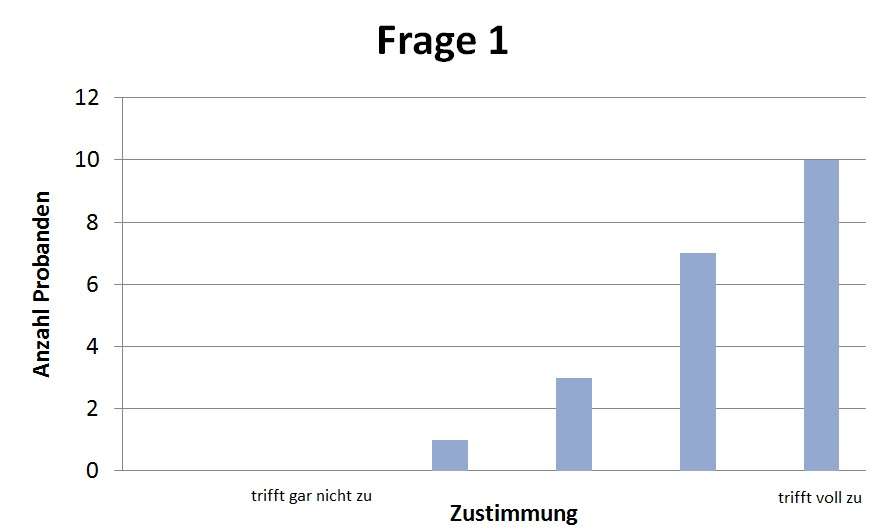 Frage 1
12
10
8
6
4
2
0
Anzahl Probanden
trifft gar nicht zu
trifft voll zu
Zustimmung